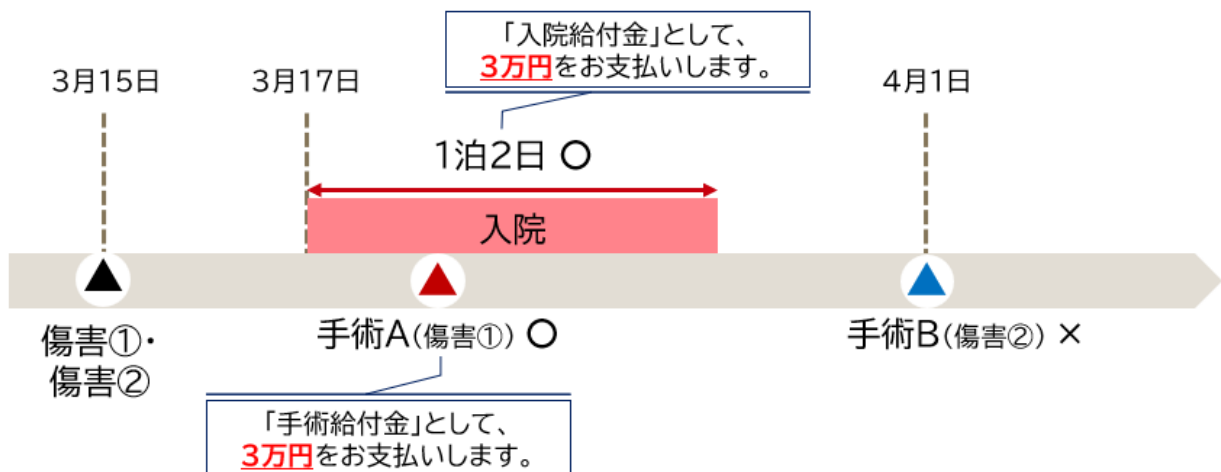 「入院給付金」として、
3万円をお支払いします。
3月15日
3月17日
4月1日
1泊2日 〇
入院
傷害①・
傷害②
手術A(傷害①) 〇
手術B(傷害②) ×
「手術給付金」として、
3万円をお支払いします。